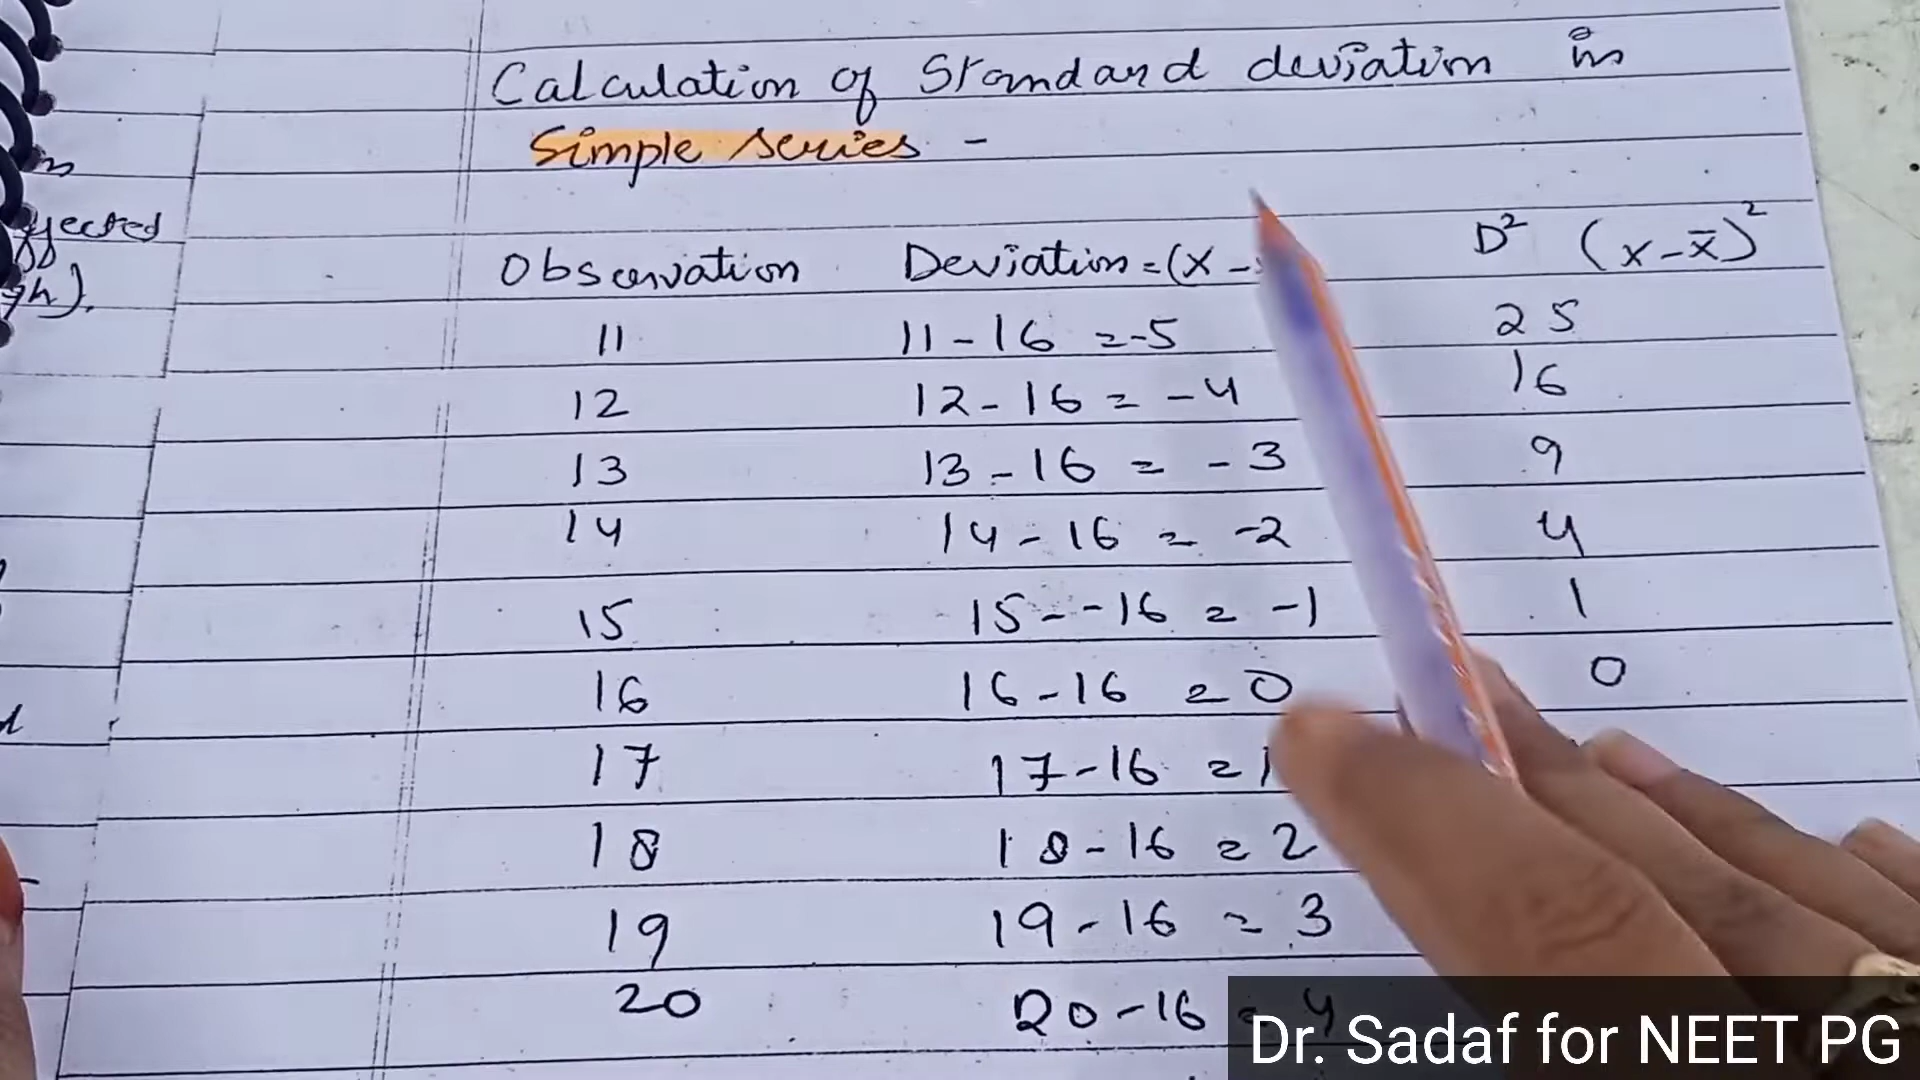 Calculation of Standard deviation in
Simple series -
Observation Deviation = (x - D² (x - x̄)²
11 11 - 16 = -5 25
12 12 - 16 = -4 16
13 13 - 16 = -3 9
14 14 - 16 = -2 4
15 15 - -16 = -1 1
16 16 - 16 = 0 0
17 17 - 16 = 1
18 18 - 16 = 2
19 19 - 16 = 3
20 20 - 16 = 4
Dr. Sadaf for NEET PG